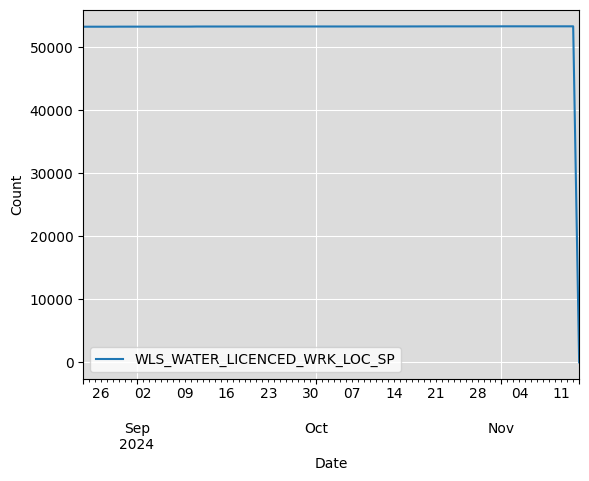 50000
40000
30000
20000
10000
0
Count
WLS_WATER_LICENCED_WRK_LOC_SP
26 02 09 16 23 30 07 14 21 28 04 11
Sep Oct Nov
2024
Date